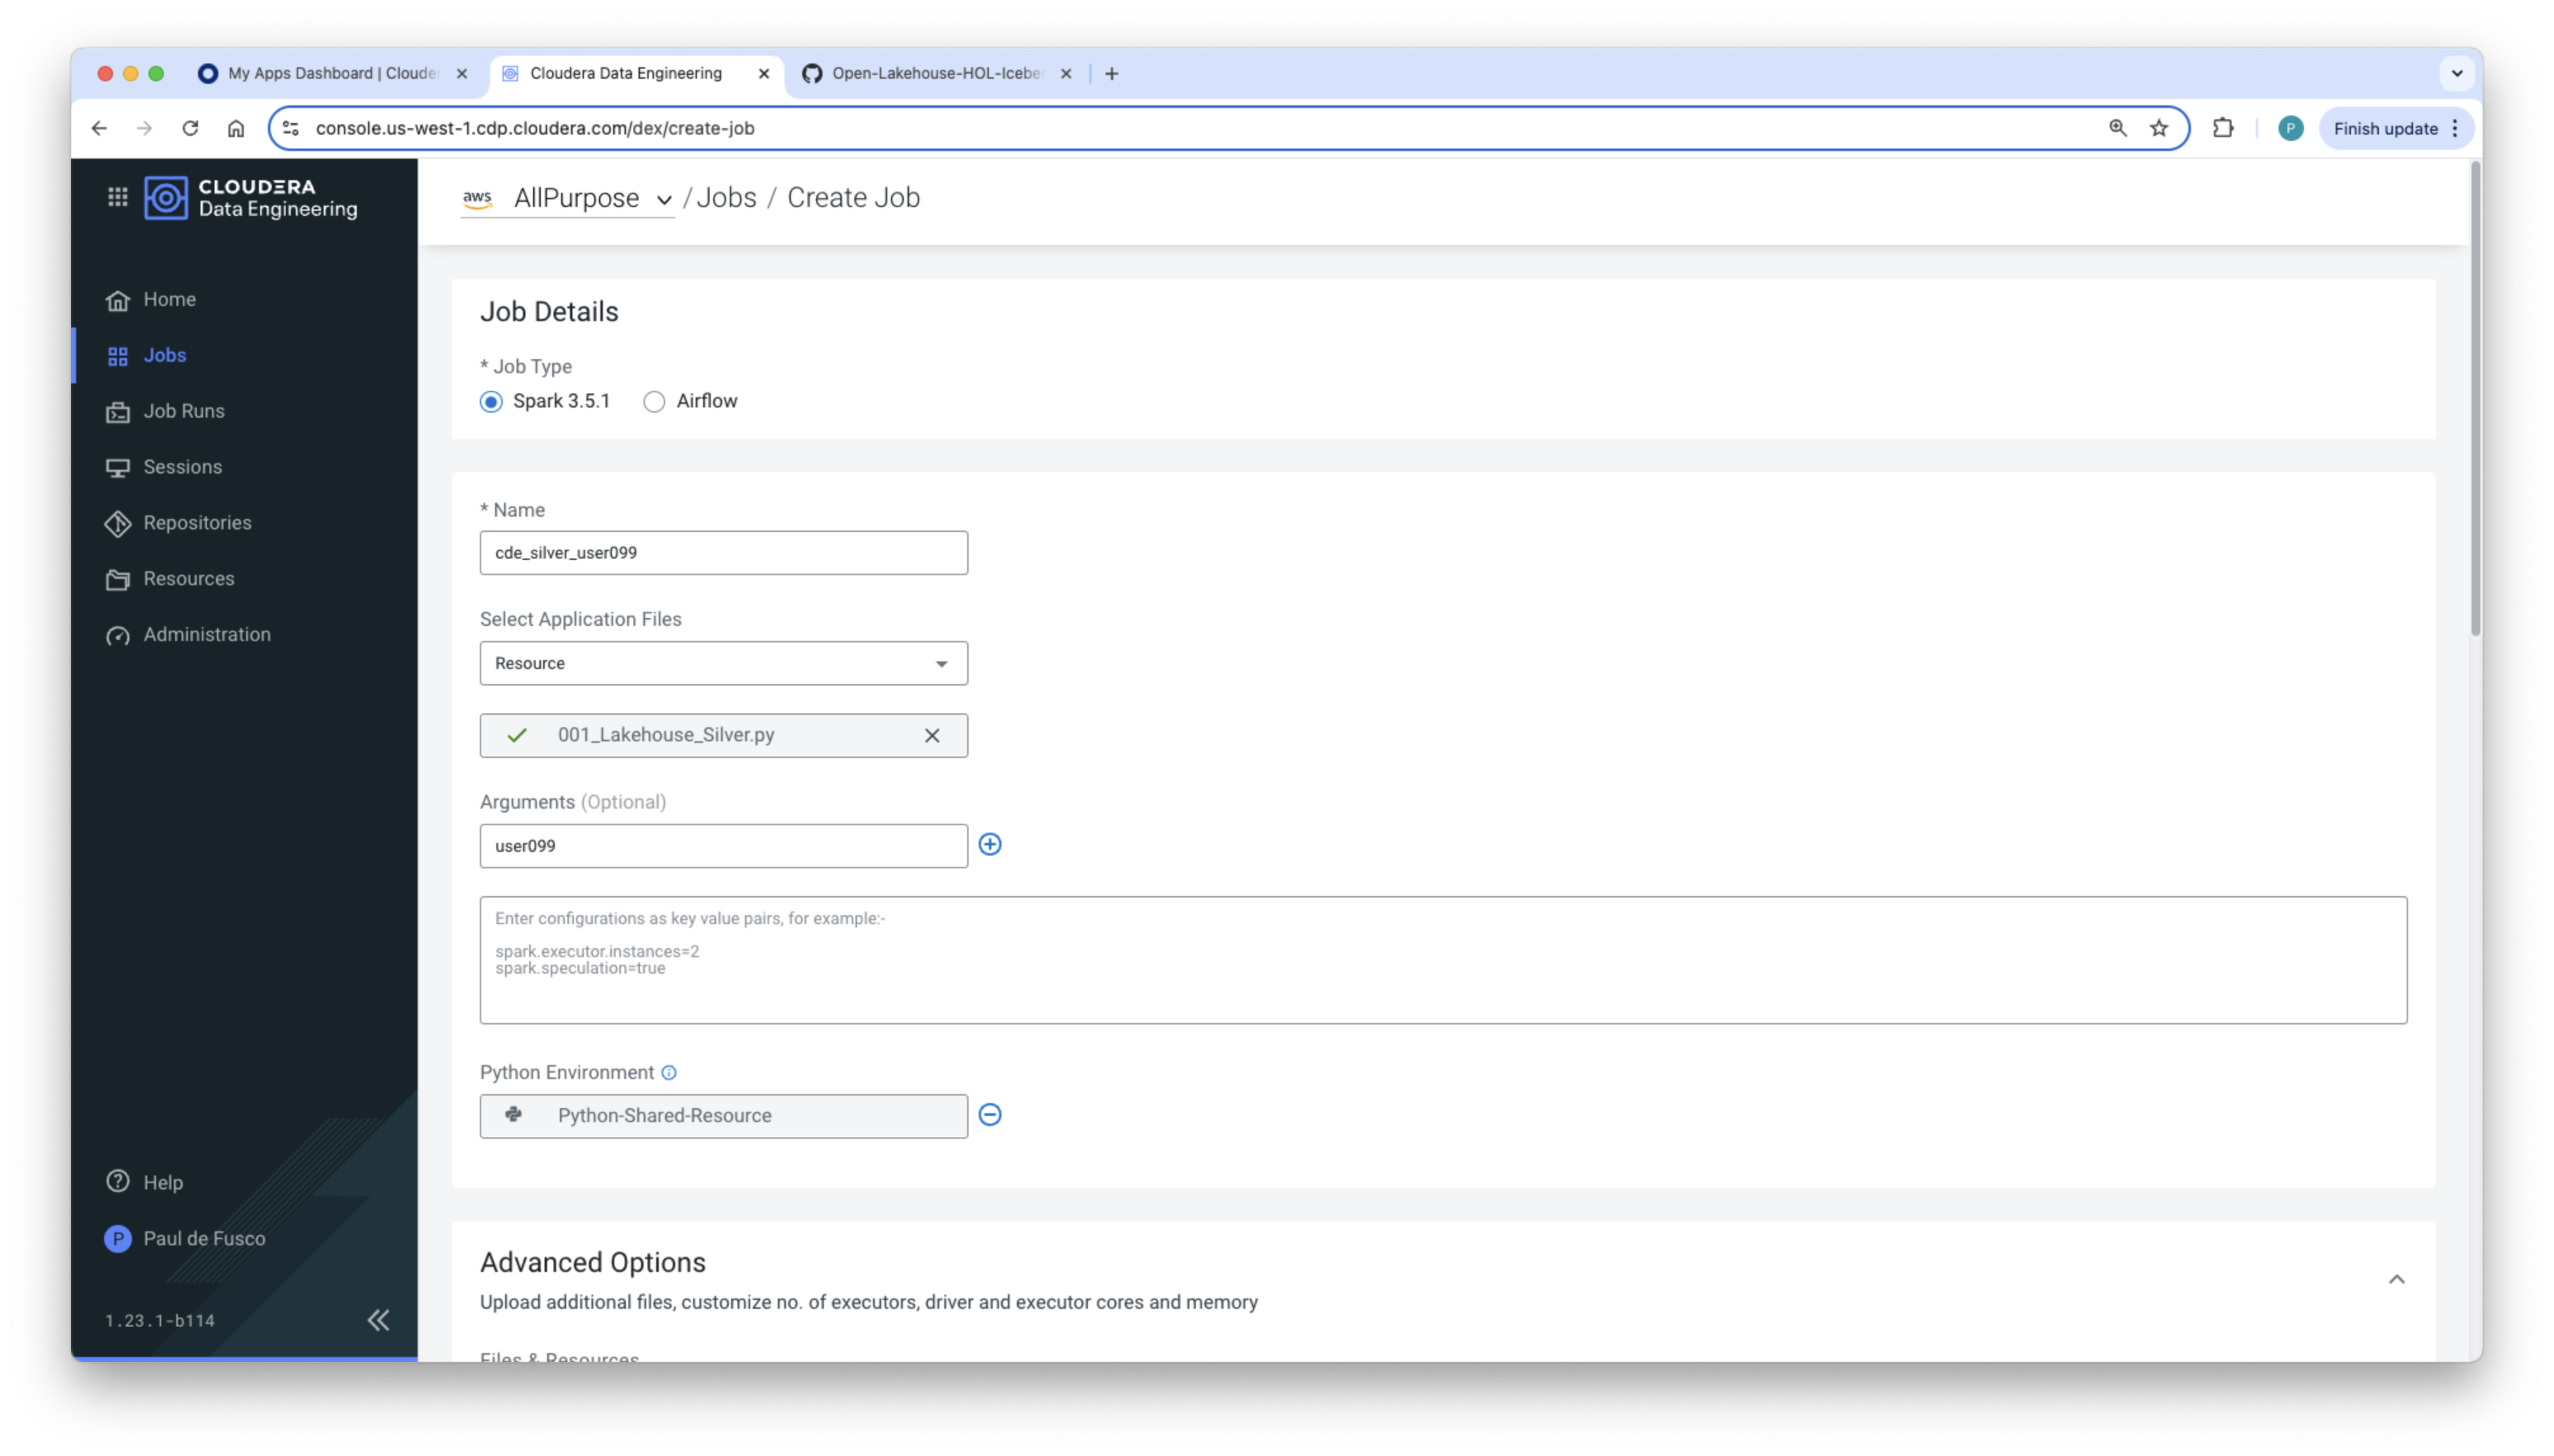 My Apps Dashboard | Cloude
Cloudera Data Engineering
Open-Lakehouse-HOL-Icebe
console.us-west-1.cdp.cloudera.com/dex/create-job
P
Finish update
CLOUDERA
Data Engineering
aws
AllPurpose
/ Jobs / Create Job
Home
Jobs
Job Runs
Sessions
Repositories
Resources
Administration
Help
P
Paul de Fusco
1.23.1-b114
Job Details
* Job Type
Spark 3.5.1
Airflow
* Name
cde_silver_user099
Select Application Files
Resource
001_Lakehouse_Silver.py
Arguments (Optional)
user099
Enter configurations as key value pairs, for example:-
spark.executor.instances=2
spark.speculation=true
Python Environment
Python-Shared-Resource
Advanced Options
Upload additional files, customize no. of executors, driver and executor cores and memory
Files & Resources